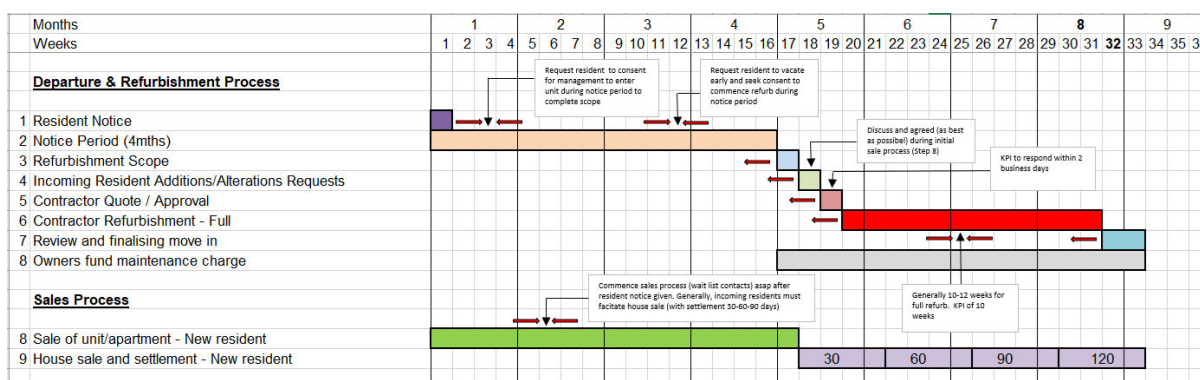 Months 1 2 3 4 5 6 7 8 9
Weeks 1 2 3 4 5 6 7 8 9 10 11 12 13 14 15 16 17 18 19 20 21 22 23 24 25 26 27 28 29 30 31 32 33 34 35
Departure & Refurbishment Process
Request resident to consent
for management to enter
unit during notice period to
complete scope
Request resident to vacate
early and seek consent to
commence refurb during
notice period
1 Resident Notice
2 Notice Period (4mths)
Discuss and agreed (as best
as possibel) during initial
sale process (Step 8)
3 Refurbishment Scope
KPI to respond within 2
business days
4 Incoming Resident Additions/Alterations Requests
5 Contractor Quote / Approval
6 Contractor Refurbishment - Full
7 Review and finalising move in
8 Owners fund maintenance charge
Commence sales process (wait list contacts) asap after
resident notice given. Generally, incoming residents must
facitate house sale (with settlement 30-60-90 days)
Generally 10-12 weeks for
full refurb. KPI of 10
weeks
Sales Process
8 Sale of unit/apartment - New resident
9 House sale and settlement - New resident 30 60 90 120